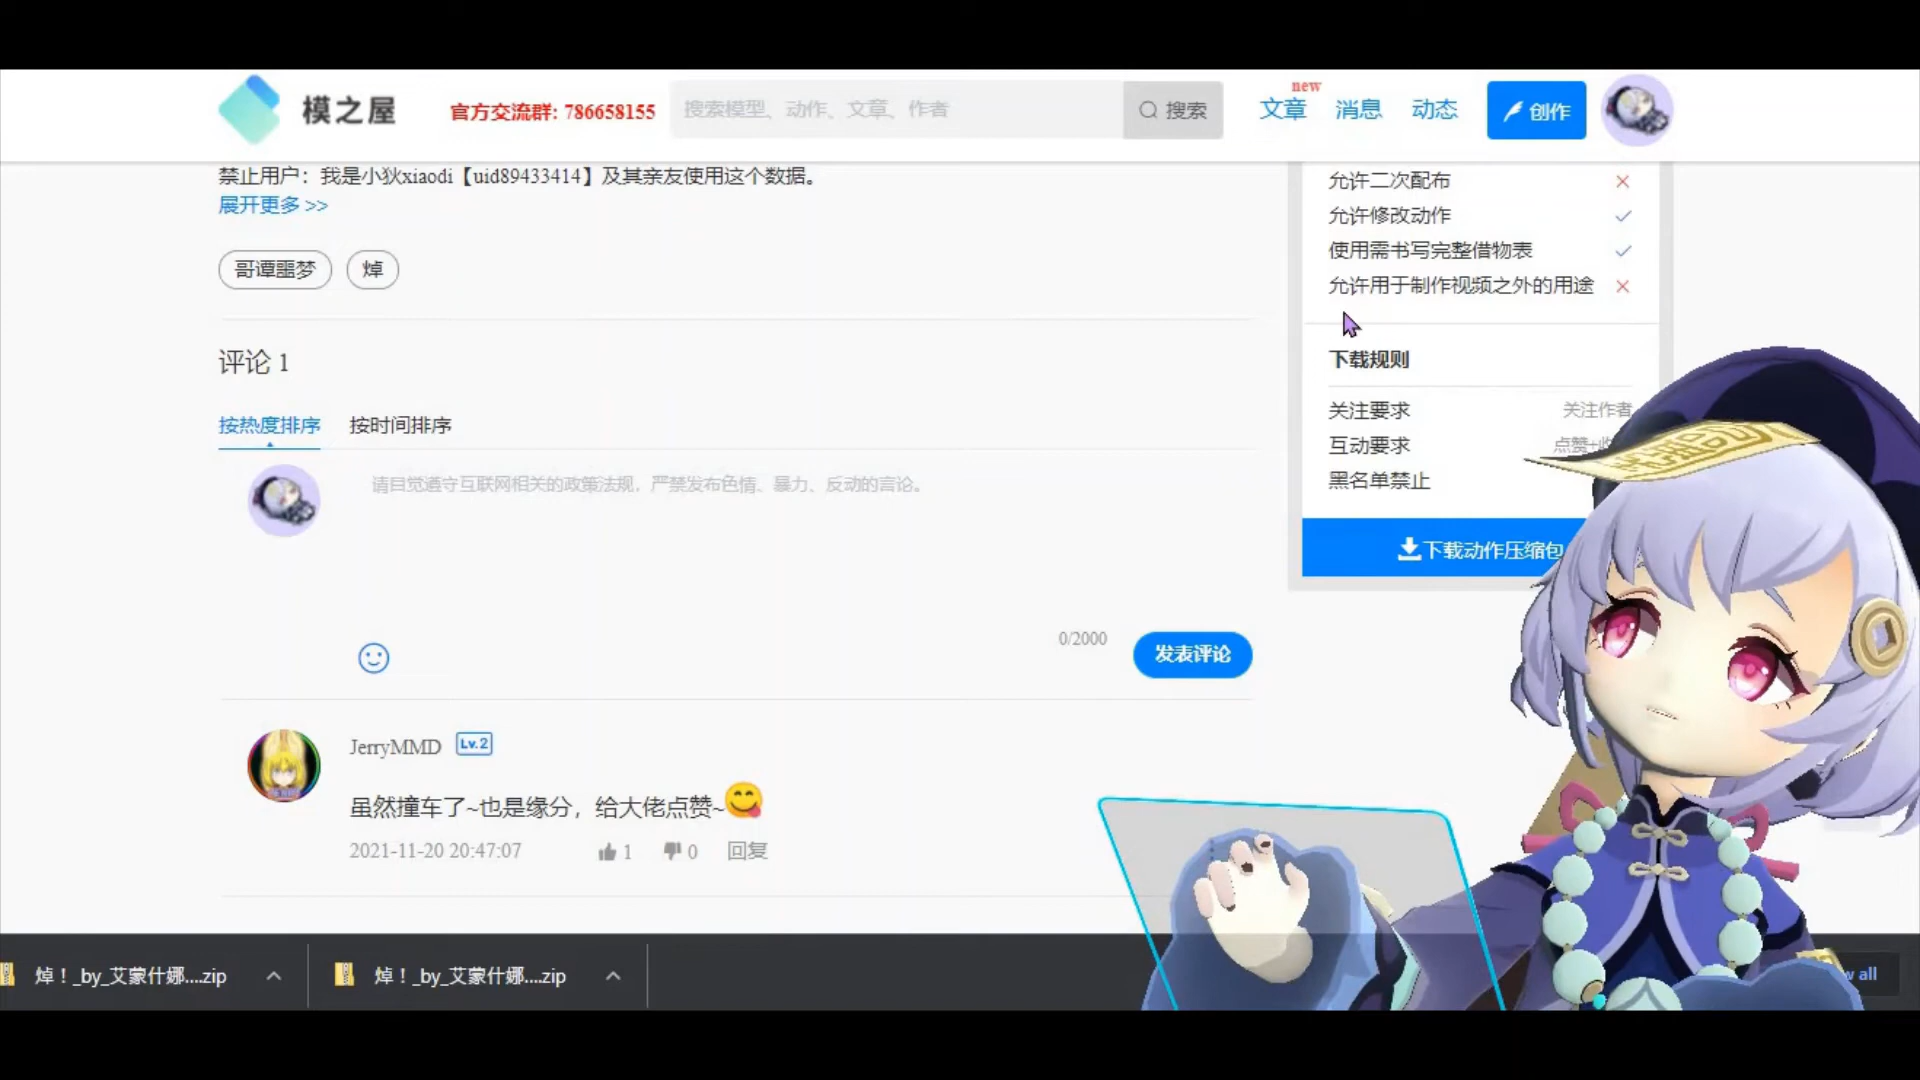 模之屋
官方交流群: 786658155
搜索模型、动作、文章、作者
搜索
文章
new
消息
动态
创作
禁止用户：我是小狄xiaodi【uid89433414】及其亲友使用这个数据。
展开更多 >>
哥谭噩梦
焯
评论 1
按热度排序
按时间排序
请自觉遵守互联网相关的政策法规，严禁发布色情、暴力、反动的言论。
0/2000
发表评论
JerryMMD
Lv.2
虽然撞车了~也是缘分，给大佬点赞~
2021-11-20 20:47:07
1
0
回复
允许二次配布
允许修改动作
使用需书写完整借物表
允许用于制作视频之外的用途
下载规则
关注要求
关注作者
互动要求
点赞+
黑名单禁止
下载动作压缩包
焯！_by_艾蒙什娜....zip
焯！_by_艾蒙什娜....zip
all